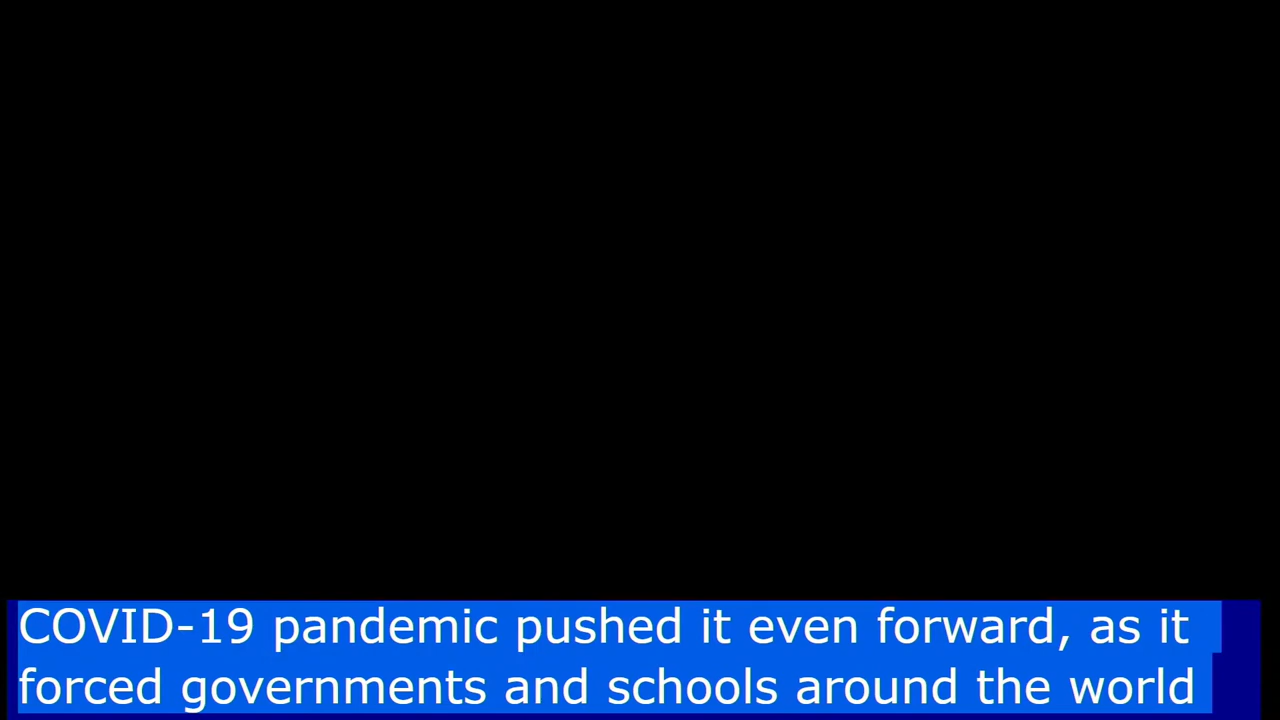 COVID-19 pandemic pushed it even forward, as it
forced governments and schools around the world